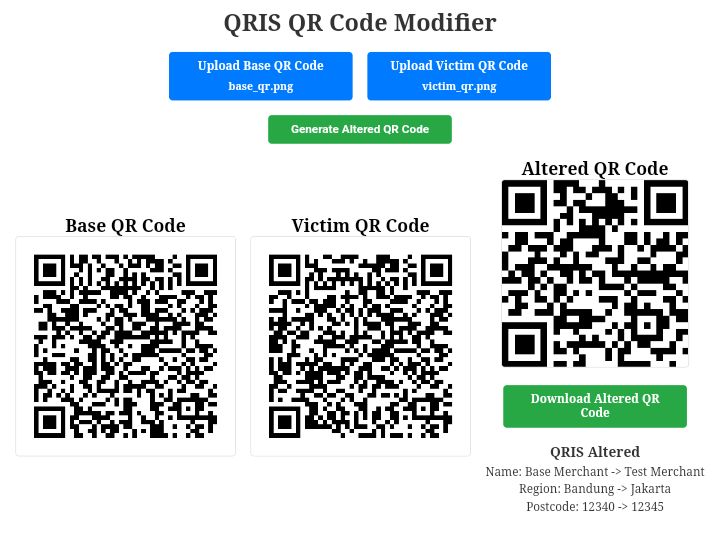 QRIS QR Code Modifier
Upload Base QR Code
base_qr.png
Upload Victim QR Code
victim_qr.png
Generate Altered QR Code
Base QR Code
Victim QR Code
Altered QR Code
Download Altered QR
Code
QRIS Altered
Name: Base Merchant -> Test Merchant
Region: Bandung -> Jakarta
Postcode: 12340 -> 12345